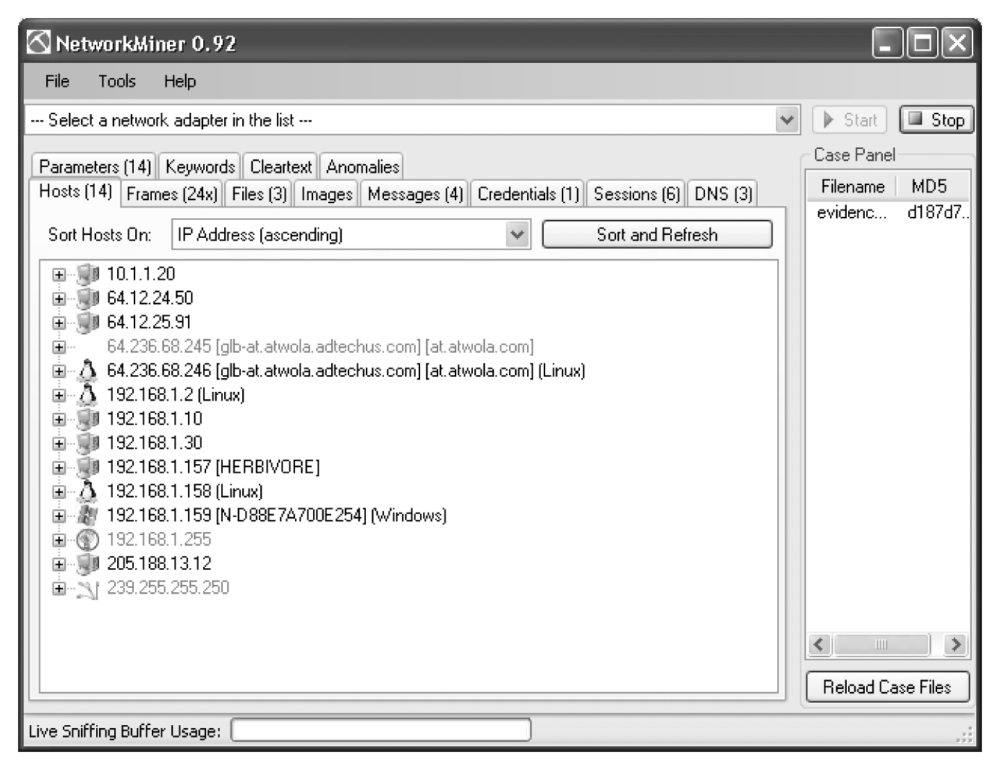 NetworkMiner 0.92
File Tools Help
--- Select a network adapter in the list ---
Start
Stop
Parameters (14) Keywords Cleartext Anomalies
Hosts (14) Frames (24x) Files (3) Images Messages (4) Credentials (1) Sessions (6) DNS (3)
Sort Hosts On: IP Address (ascending) Sort and Refresh
10.1.1.20
64.12.24.50
64.12.25.91
64.236.68.245 [glb-at.atwola.adtechus.com] [at.atwola.com]
64.236.68.246 [glb-at.atwola.adtechus.com] [at.atwola.com] (Linux)
192.168.1.2 (Linux)
192.168.1.10
192.168.1.30
192.168.1.157 [HERBIVORE]
192.168.1.158 (Linux)
192.168.1.159 [N-D88E7A700E254] (Windows)
192.168.1.255
205.188.13.12
239.255.255.250
Case Panel
Filename MD5
evidenc... d187d7..
Reload Case Files
Live Sniffing Buffer Usage: